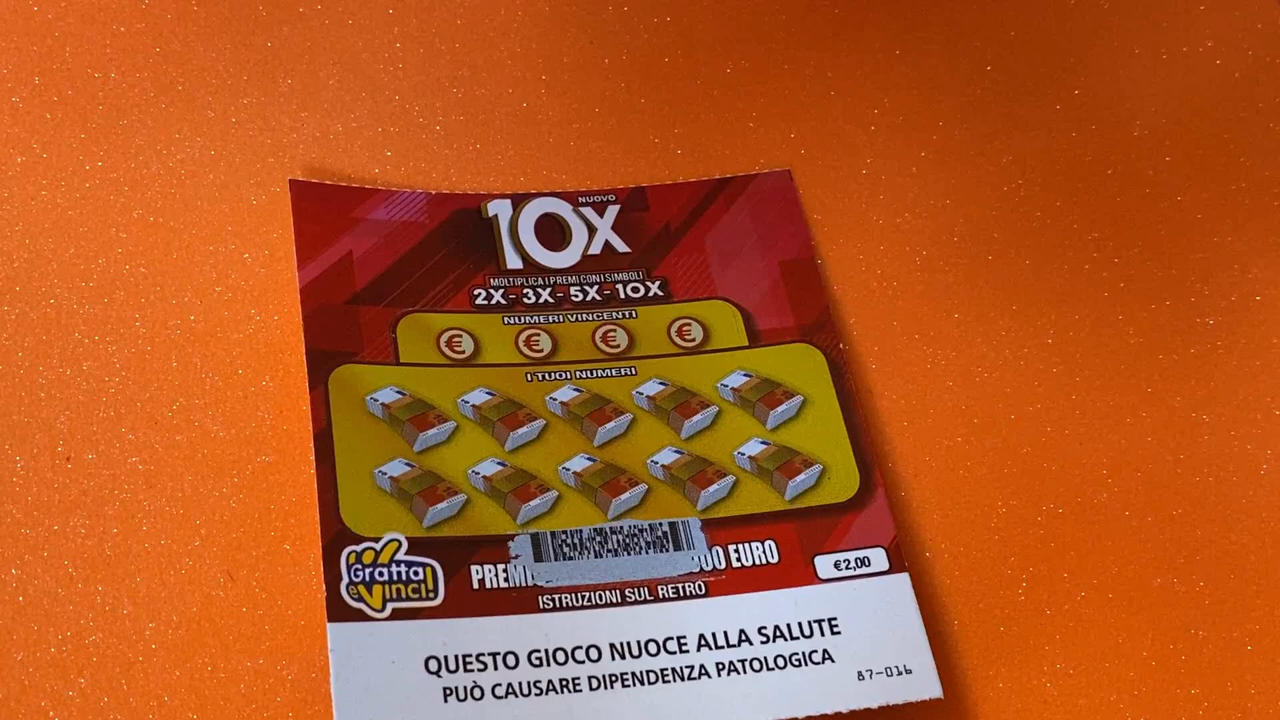 NUOVO
10X
MOLTIPLICA I PREMI CON I SIMBOLI
2X - 3X - 5X - 10X
NUMERI VINCENTI
€ € € €
I TUOI NUMERI
Gratta
e Vinci!
EURO
€2,00
ISTRUZIONI SUL RETRO
QUESTO GIOCO NUOCE ALLA SALUTE
PUÒ CAUSARE DIPENDENZA PATOLOGICA
87-016